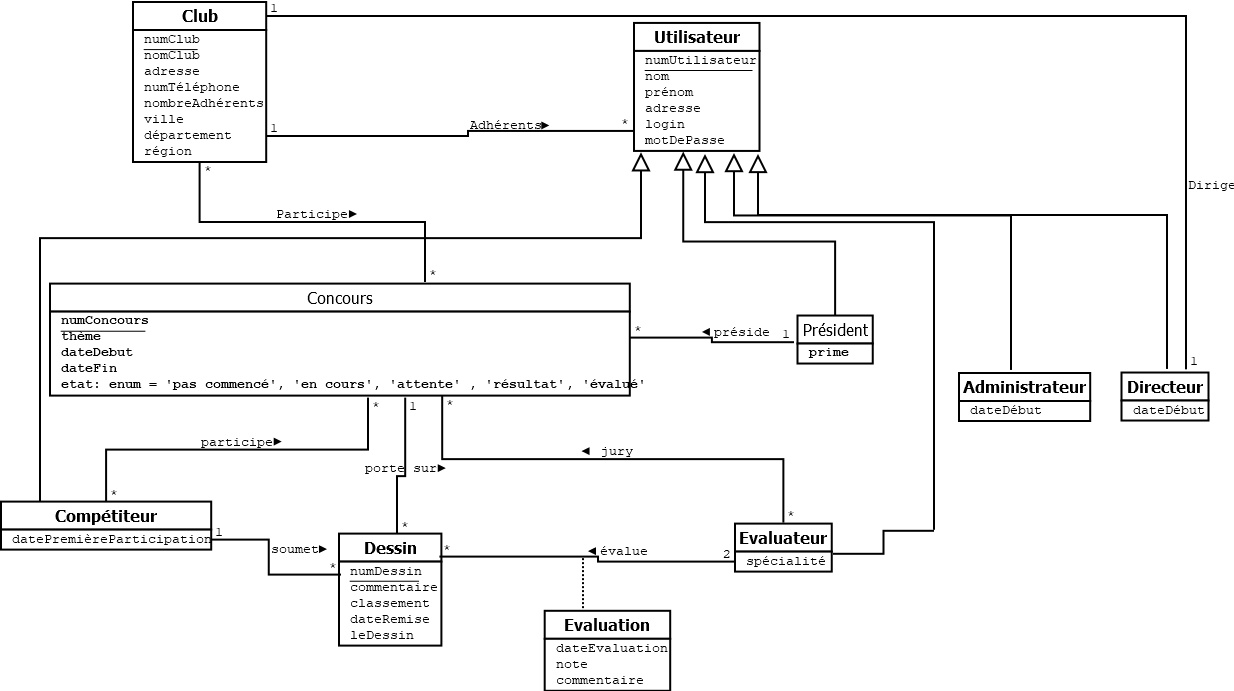 Club
numClub
nomClub
adresse
numTéléphone
nombreAdhérents
ville
département
région
1
1
Adhérents▶
*
Utilisateur
numUtilisateur
nom
prénom
adresse
login
motDePasse
Dirige
*
Participe▶
*
Concours
numConcours
thème
dateDebut
dateFin
etat: enum = 'pas commencé', 'en cours', 'attente' , 'résultat', 'évalué'
*
◀préside
1
Président
prime
Administrateur
dateDébut
1
Directeur
dateDébut
*
1
*
participe▶
◀ jury
porte sur▶
*
*
*
Compétiteur
datePremièreParticipation
1
soumet▶
*
Dessin
numDessin
commentaire
classement
dateRemise
leDessin
*
◀évalue
2
Evaluateur
spécialité
Evaluation
dateEvaluation
note
commentaire